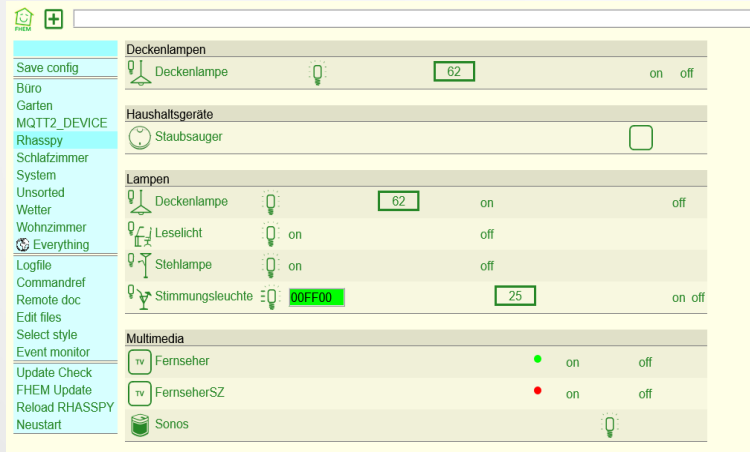 FHEM
Save config
Büro
Garten
MQTT2_DEVICE
Rhasspy
Schlafzimmer
System
Unsorted
Wetter
Wohnzimmer
Everything
Logfile
Commandref
Remote doc
Edit files
Select style
Event monitor
Update Check
FHEM Update
Reload RHASSPY
Neustart
Deckenlampen
Deckenlampe 62 on off
Haushaltsgeräte
Staubsauger
Lampen
Deckenlampe 62 on off
Leselicht on off
Stehlampe on off
Stimmungsleuchte 00FF00 25 on off
Multimedia
TV Fernseher on off
TV FernseherSZ on off
Sonos